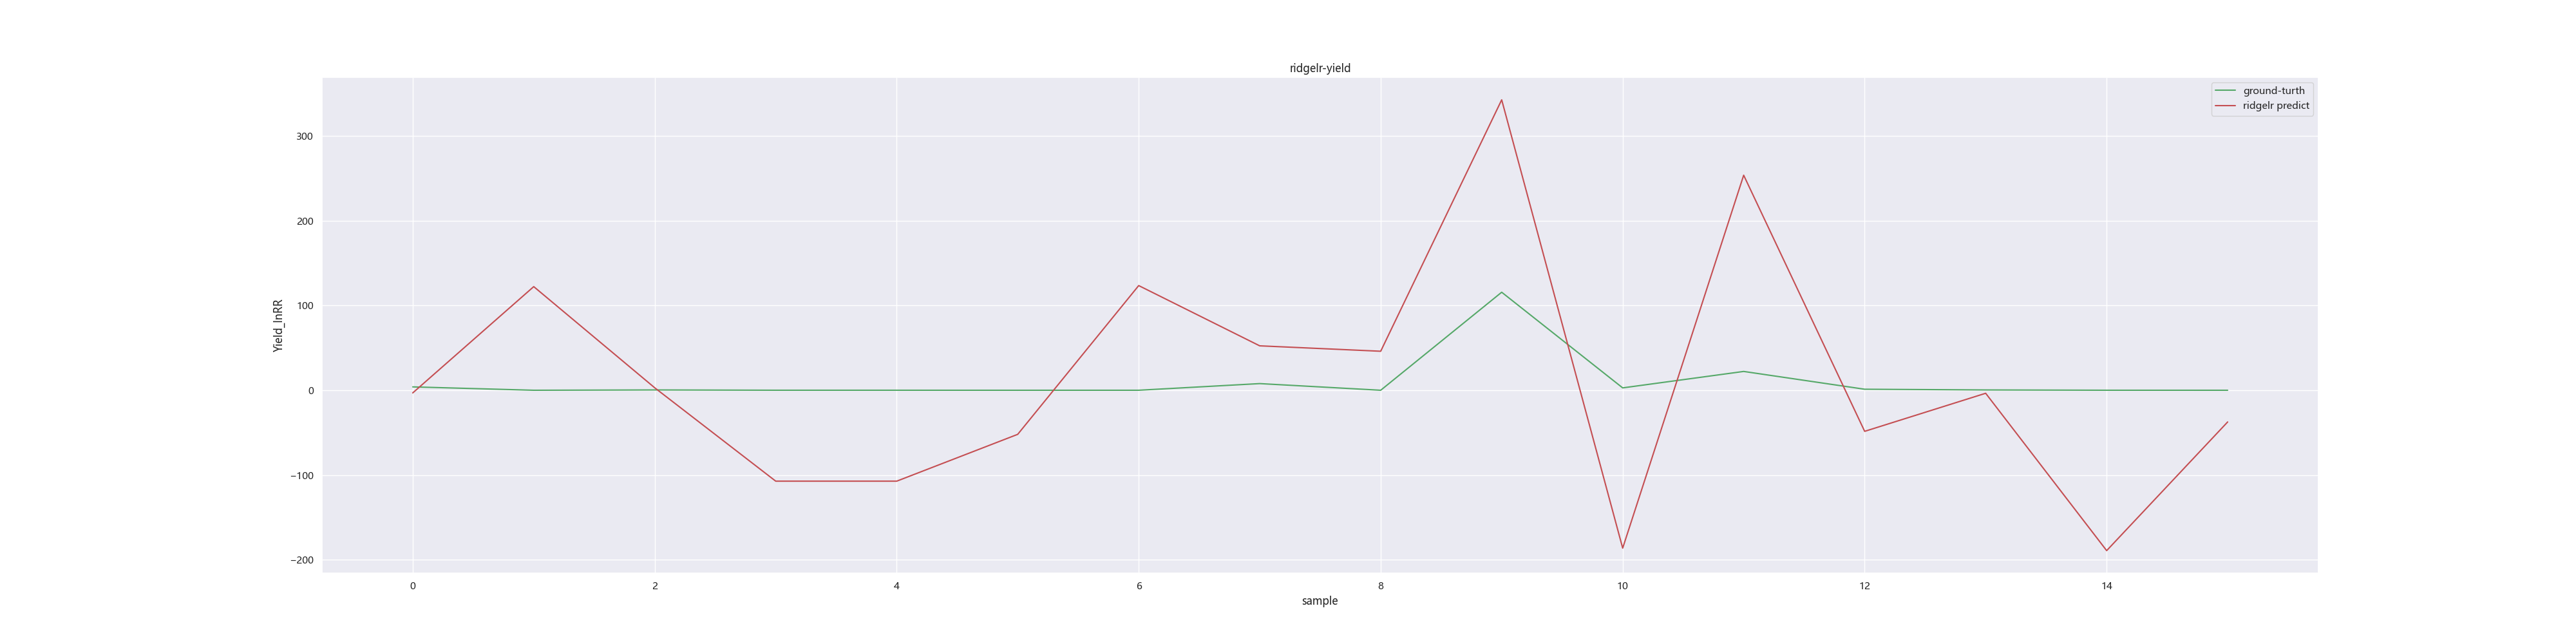 ridgelr-yield
ground-turth
ridgelr predict
Yield_lnRR
300
200
100
0
−100
−200
0 2 4 6 8 10 12 14
sample